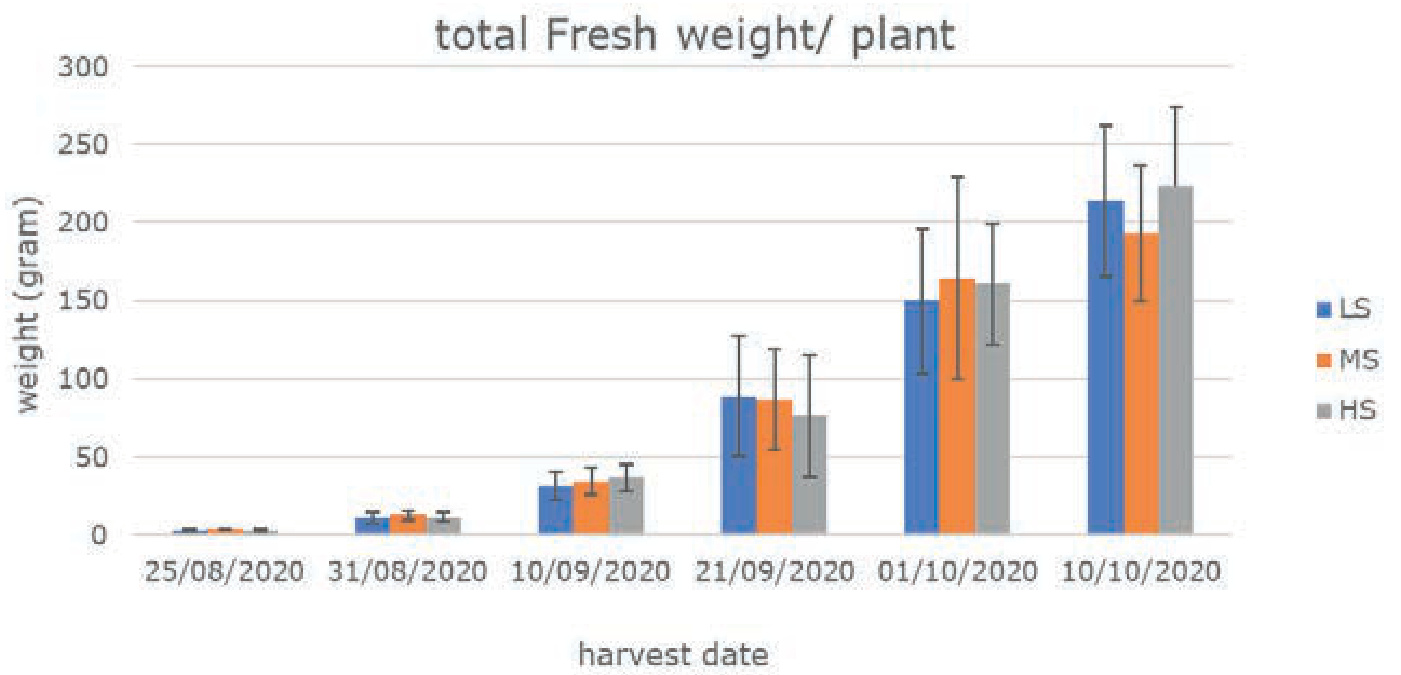 total Fresh weight/ plant
300
250
200
150
100
50
0
weight (gram)
25/08/2020 31/08/2020 10/09/2020 21/09/2020 01/10/2020 10/10/2020
harvest date
LS
MS
HS